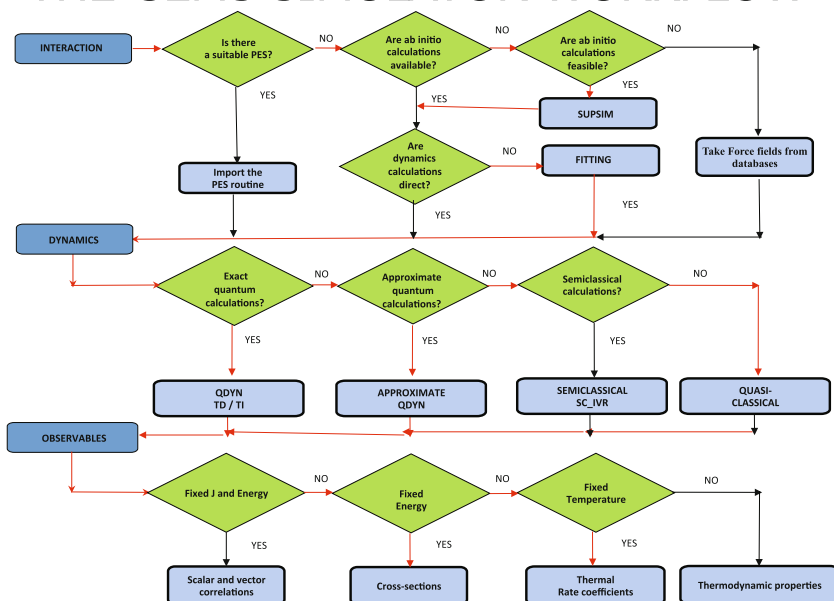 INTERACTION
Is there
a suitable PES?
NO
Are ab initio
calculations
available?
NO
Are ab initio
calculations
feasible?
NO
YES
YES
YES
SUPSIM
Are
dynamics
calculations
direct?
NO
FITTING
Take Force fields from
databases
Import the
PES routine
YES
YES
DYNAMICS
Exact
quantum
calculations?
NO
Approximate
quantum
calculations?
NO
Semiclassical
calculations?
NO
YES
YES
YES
QDYN
TD / TI
APPROXIMATE
QDYN
SEMICLASSICAL
SC_IVR
QUASI-
CLASSICAL
OBSERVABLES
Fixed J and Energy
NO
Fixed
Energy
NO
Fixed
Temperature
NO
YES
YES
YES
Scalar and vector
correlations
Cross-sections
Thermal
Rate coefficients
Thermodynamic properties